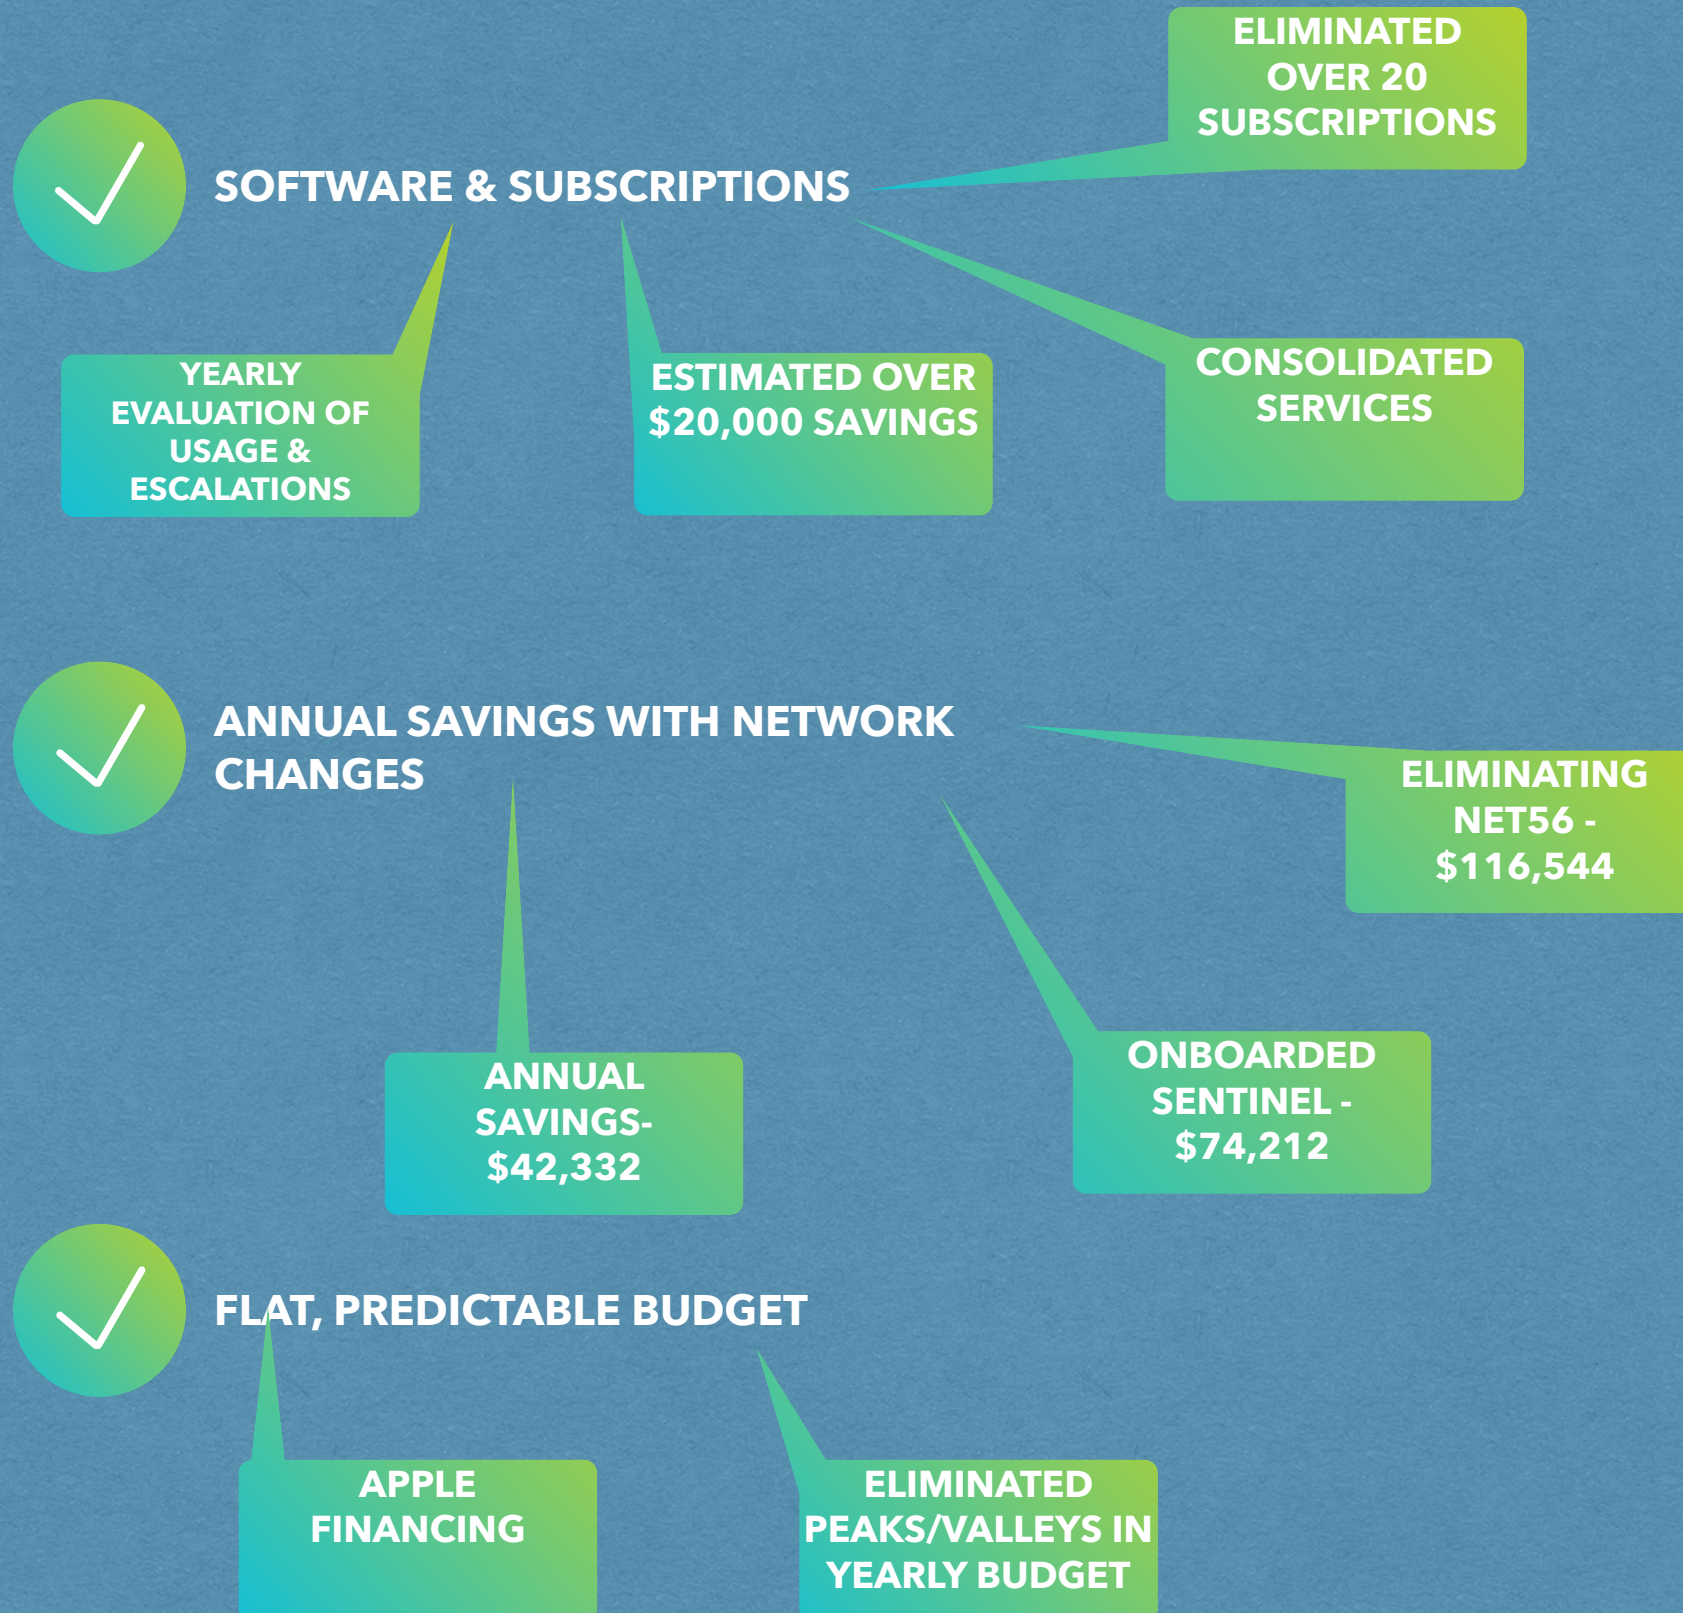 ELIMINATED
OVER 20
SUBSCRIPTIONS
SOFTWARE & SUBSCRIPTIONS
YEARLY
EVALUATION OF
USAGE &
ESCALATIONS
ESTIMATED OVER
$20,000 SAVINGS
CONSOLIDATED
SERVICES
ANNUAL SAVINGS WITH NETWORK
CHANGES
ELIMINATING
NET56 -
$116,544
ANNUAL
SAVINGS-
$42,332
ONBOARDED
SENTINEL -
$74,212
FLAT, PREDICTABLE BUDGET
APPLE
FINANCING
ELIMINATED
PEAKS/VALLEYS IN
YEARLY BUDGET